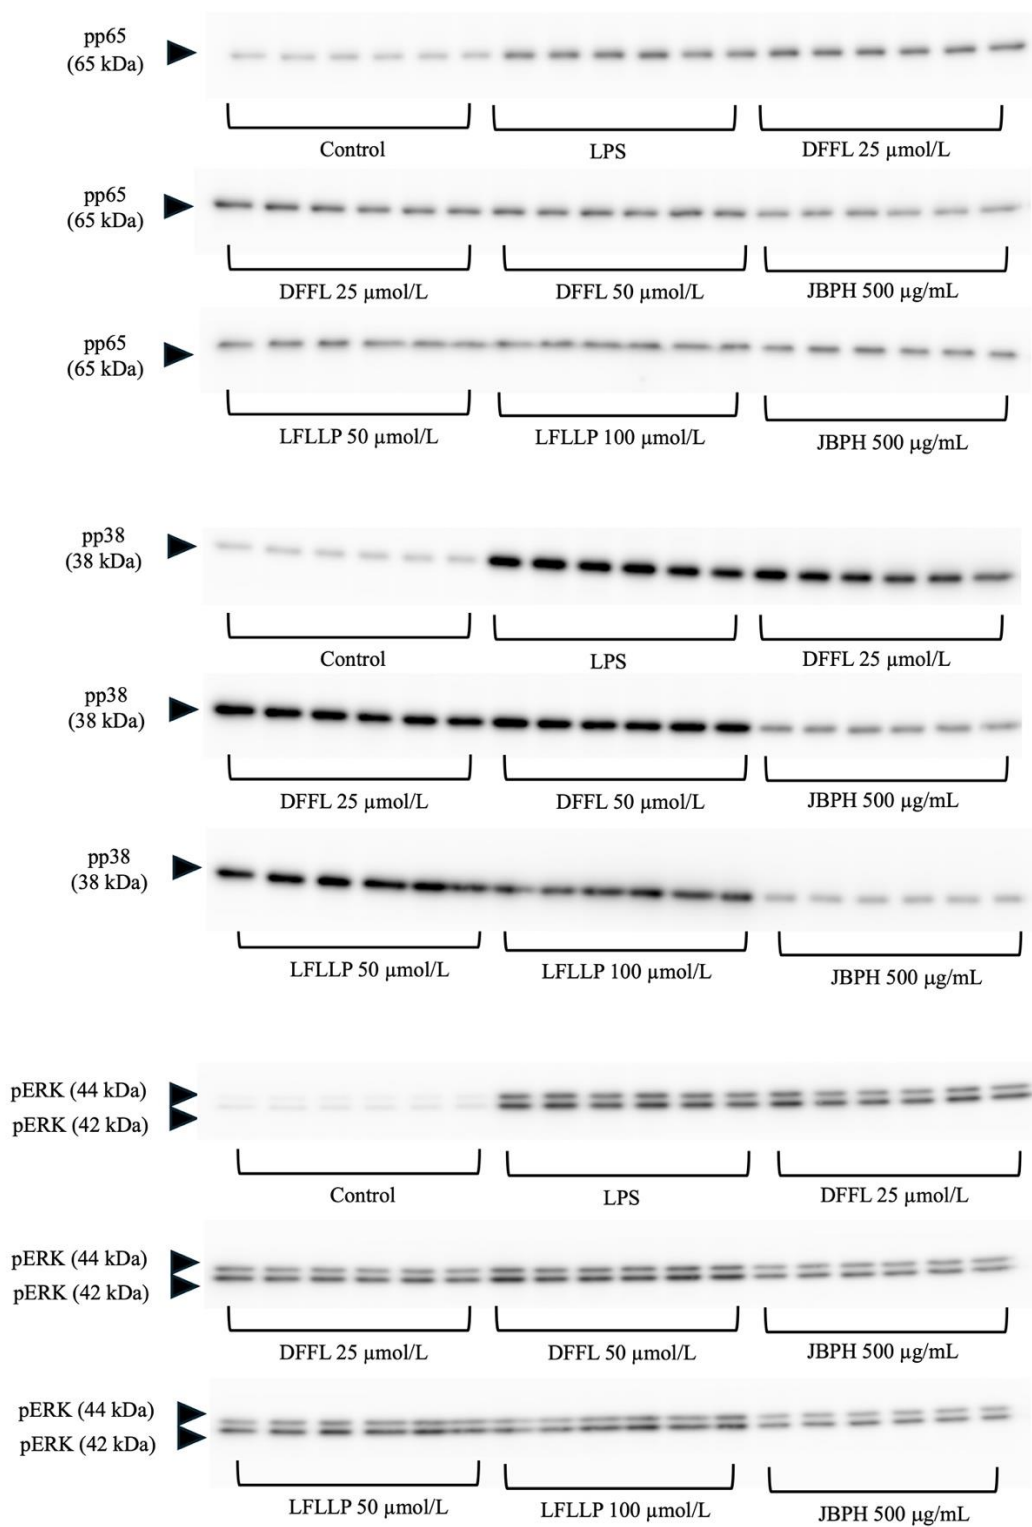 pp65
(65 kDa)
Control
LPS
DFFL 25 µmol/L
pp65
(65 kDa)
DFFL 25 µmol/L
DFFL 50 µmol/L
JBPH 500 µg/mL
pp65
(65 kDa)
LFLLP 50 µmol/L
LFLLP 100 µmol/L
JBPH 500 µg/mL
pp38
(38 kDa)
Control
LPS
DFFL 25 µmol/L
pp38
(38 kDa)
DFFL 25 µmol/L
DFFL 50 µmol/L
JBPH 500 µg/mL
pp38
(38 kDa)
LFLLP 50 µmol/L
LFLLP 100 µmol/L
JBPH 500 µg/mL
pERK (44 kDa)
pERK (42 kDa)
Control
LPS
DFFL 25 µmol/L
pERK (44 kDa)
pERK (42 kDa)
DFFL 25 µmol/L
DFFL 50 µmol/L
JBPH 500 µg/mL
pERK (44 kDa)
pERK (42 kDa)
LFLLP 50 µmol/L
LFLLP 100 µmol/L
JBPH 500 µg/mL